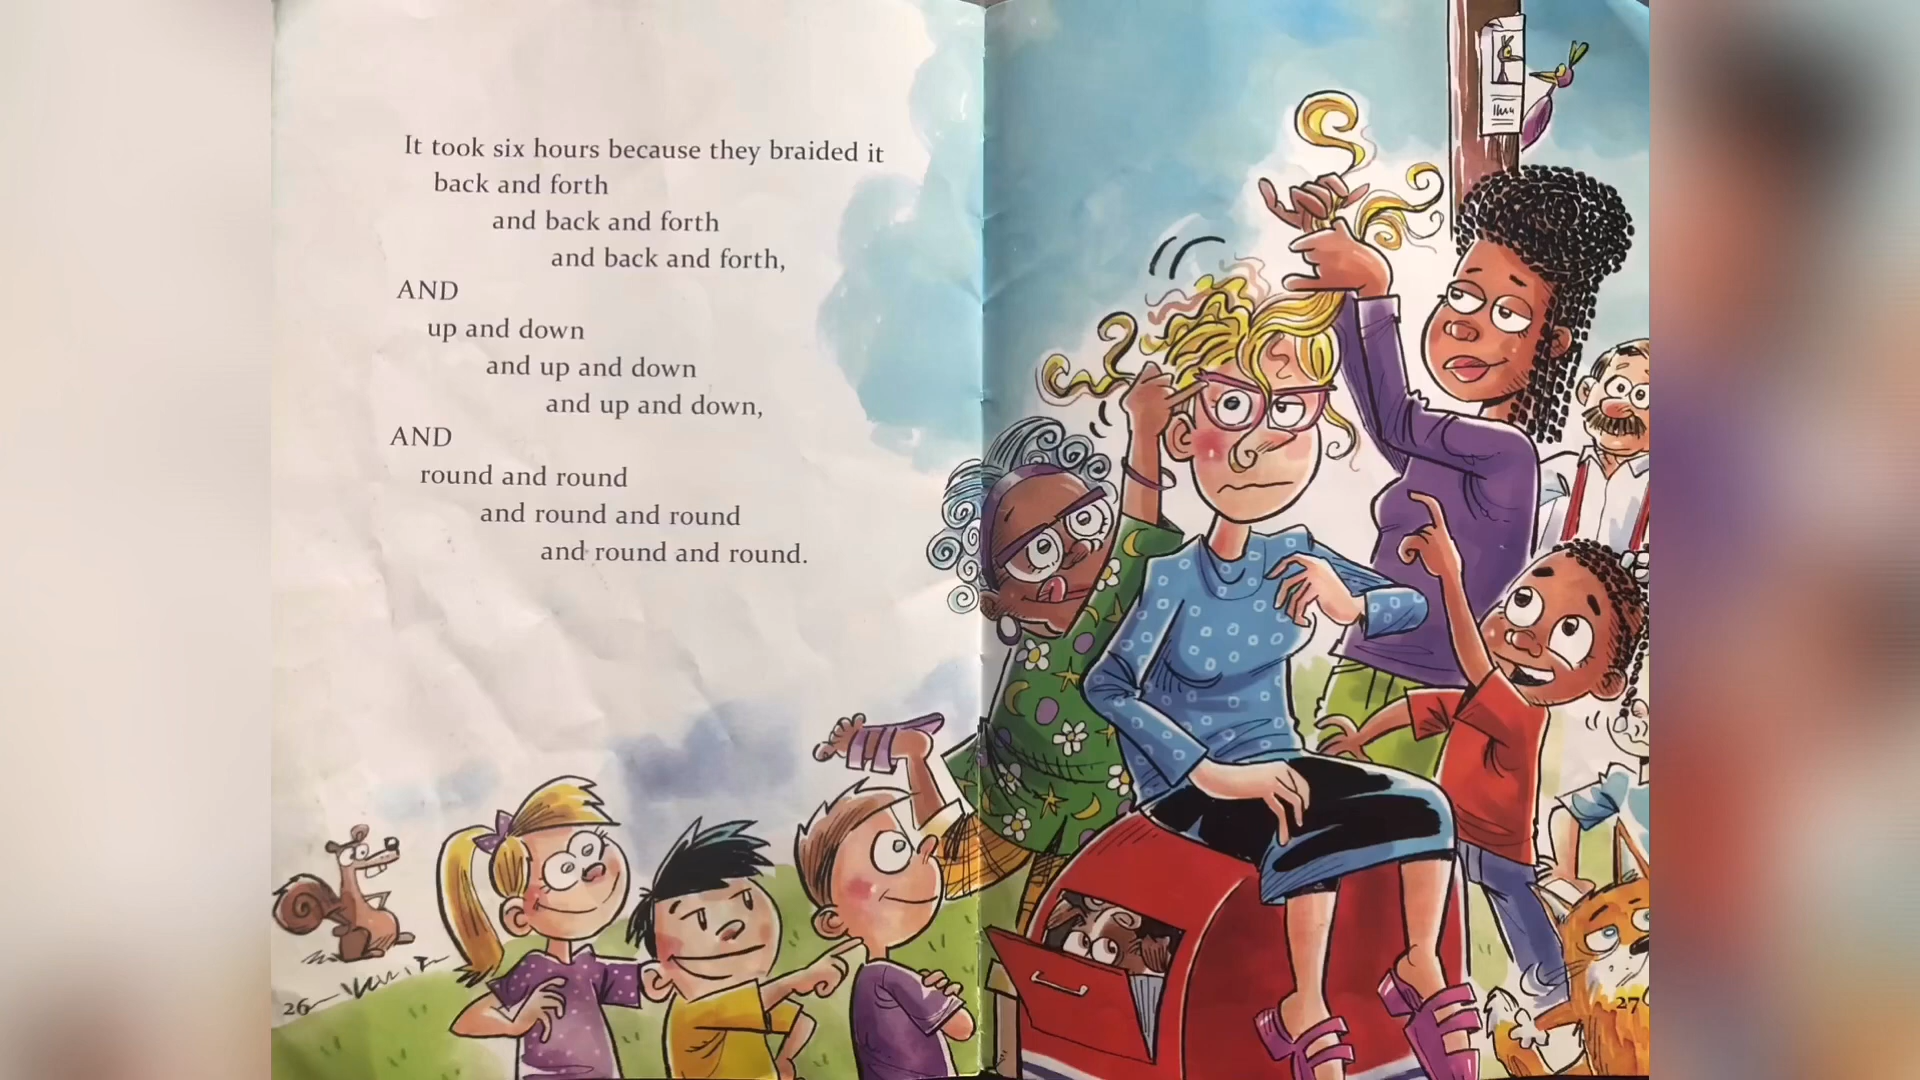 It took six hours because they braided it
back and forth
and back and forth
and back and forth,
AND
up and down
and up and down
and up and down,
AND
round and round
and round and round
and round and round.
26
27